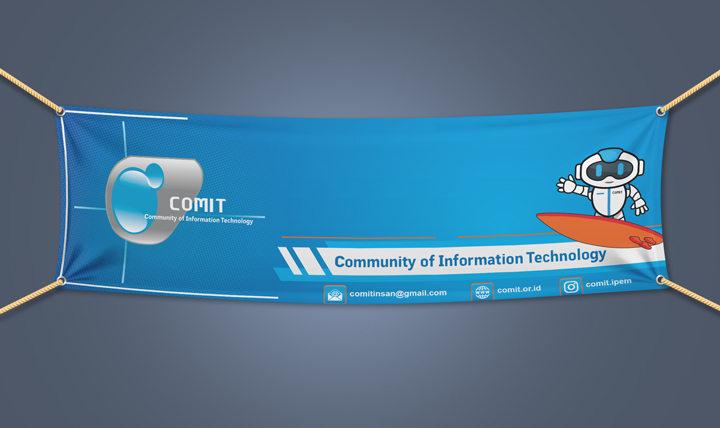 COMIT
Community of Information Technology
Community of Information Technology
comitinsan@gmail.com
comit.or.id
comit.ipem